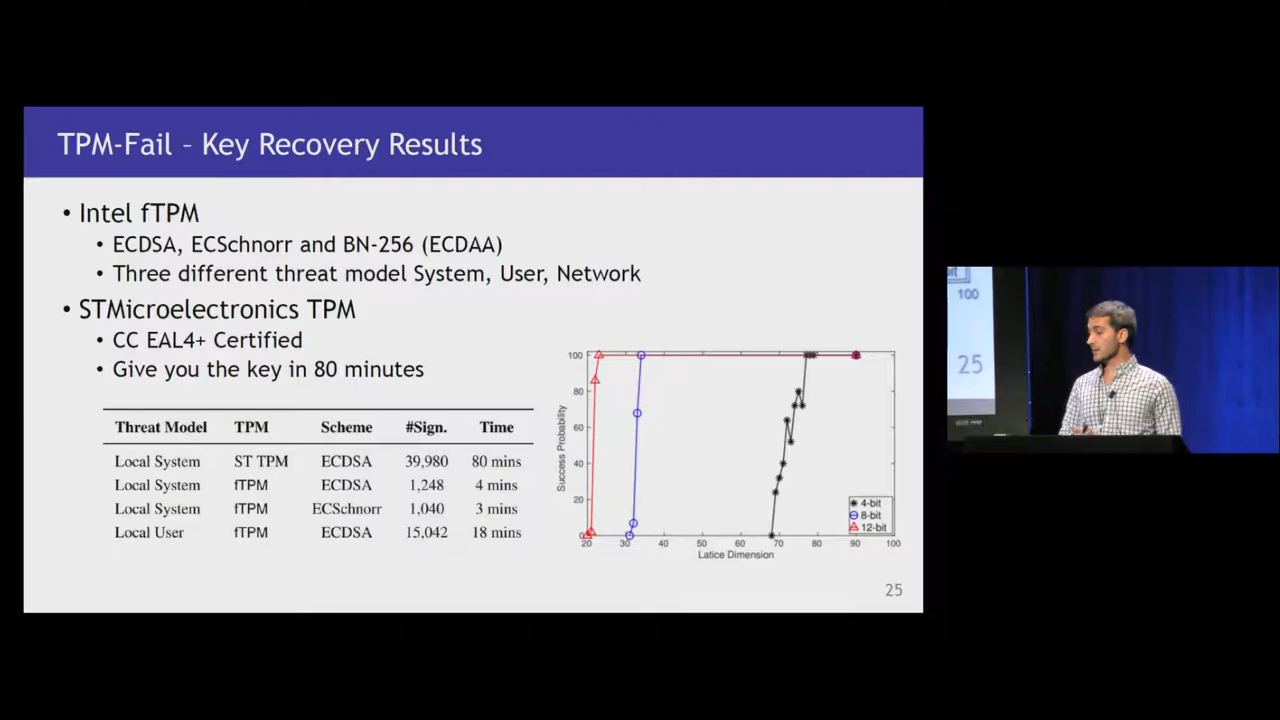 TPM-Fail – Key Recovery Results
• Intel fTPM
• ECDSA, ECSchnorr and BN-256 (ECDAA)
• Three different threat model System, User, Network
• STMicroelectronics TPM
• CC EAL4+ Certified
• Give you the key in 80 minutes
Threat Model TPM Scheme #Sign. Time
Local System ST TPM ECDSA 39,980 80 mins
Local System fTPM ECDSA 1,248 4 mins
Local System fTPM ECSchnorr 1,040 3 mins
Local User fTPM ECDSA 15,042 18 mins
Success Probability
100
80
60
40
20
0
20 30 40 50 60 70 80 90 100
Latice Dimension
4-bit
8-bit
12-bit
25
bit
100
25